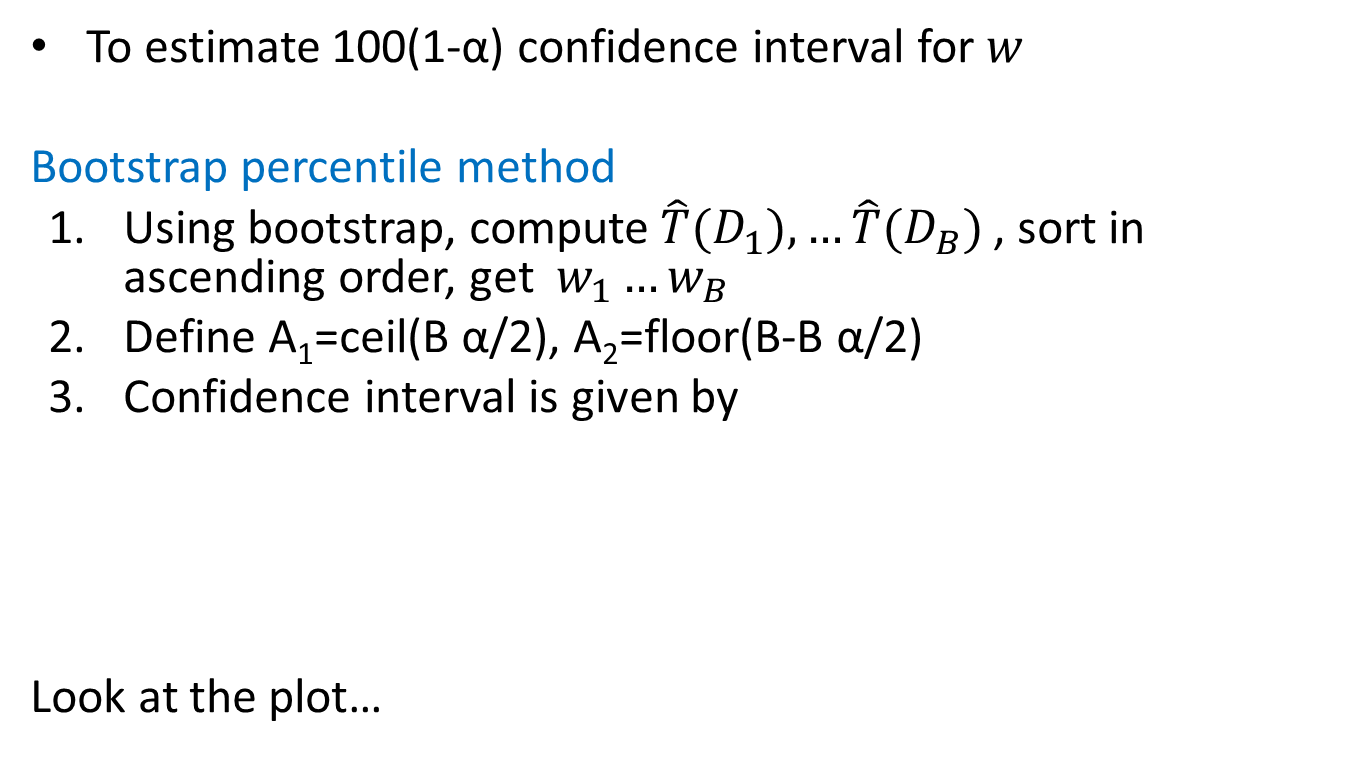 • To estimate 100(1-α) confidence interval for 𝑤
Bootstrap percentile method
1. Using bootstrap, compute T̂(D₁), … T̂(D_B) , sort in
ascending order, get w₁ … w_B
2. Define A₁=ceil(B α/2), A₂=floor(B-B α/2)
3. Confidence interval is given by
Look at the plot…